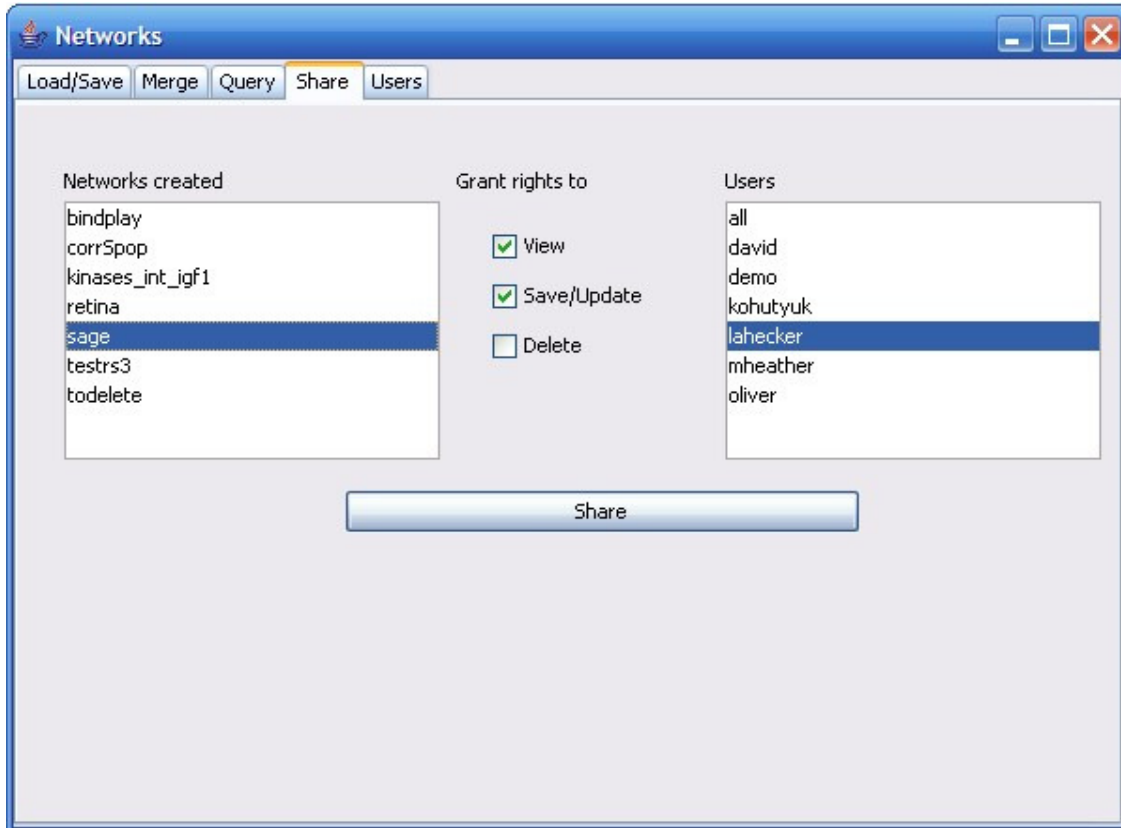 Networks
Load/Save Merge Query Share Users
Networks created
Grant rights to
Users
bindplay
corr5pop
kinases_int_igf1
retina
sage
testrs3
todelete
View
Save/Update
Delete
all
david
demo
kohutyuk
lahecker
mheather
oliver
Share